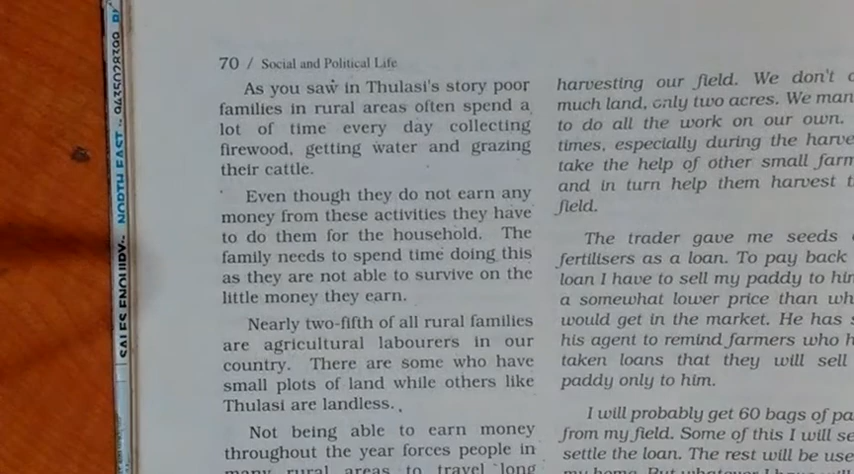 70 / Social and Political Life
As you saw in Thulasi's story poor
families in rural areas often spend a
lot of time every day collecting
firewood, getting water and grazing
their cattle.
Even though they do not earn any
money from these activities they have
to do them for the household. The
family needs to spend time doing this
as they are not able to survive on the
little money they earn.
Nearly two-fifth of all rural families
are agricultural labourers in our
country. There are some who have
small plots of land while others like
Thulasi are landless.
Not being able to earn money
throughout the year forces people in
many rural areas to travel long
harvesting our field. We don't
much land, only two acres. We
to do all the work on our own.
times, especially during the
take the help of other small
and in turn help them harvest
field.
The trader gave me seeds
fertilisers as a loan. To pay back
loan I have to sell my paddy to
a somewhat lower price than
would get in the market. He has
his agent to remind farmers who
taken loans that they will sell
paddy only to him.
I will probably get 60 bags of
from my field. Some of this I will
settle the loan. The rest will be
my home. But whatever I have
SALES ENQUIRY..
NORTH EAST ..